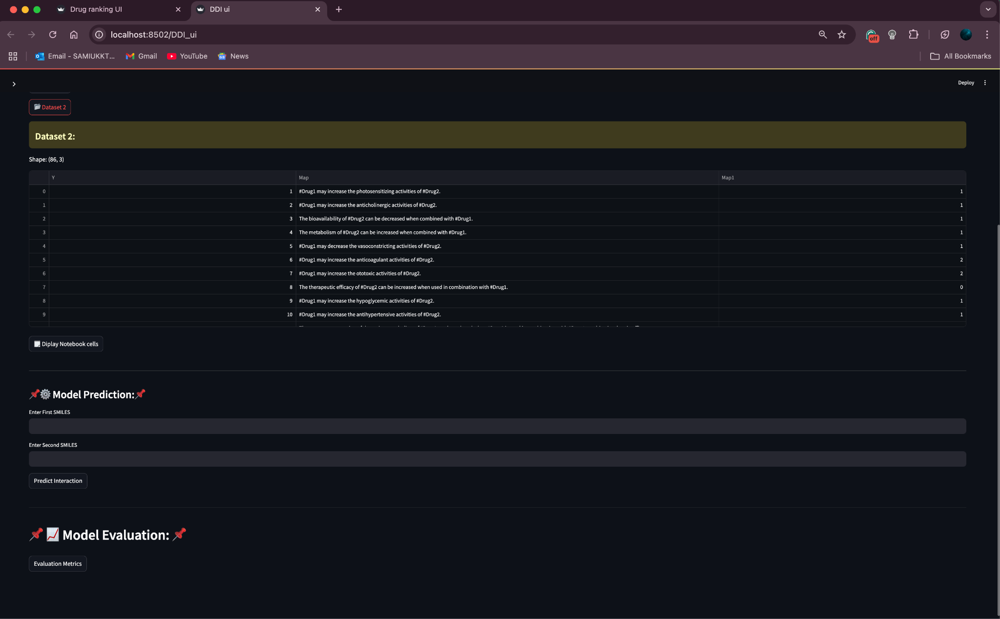 Drug ranking UI
DDI ui
localhost:8502/DDI_ui
off
Email - SAMIUKKT...
Gmail
YouTube
News
All Bookmarks
Deploy
Dataset 2
Dataset 2:
Shape: (86, 3)
Y Map Map1
0 1 #Drug1 may increase the photosensitizing activities of #Drug2. 1
1 2 #Drug1 may increase the anticholinergic activities of #Drug2. 1
2 3 The bioavailability of #Drug2 can be decreased when combined with #Drug1. 1
3 4 The metabolism of #Drug2 can be increased when combined with #Drug1. 1
4 5 #Drug1 may decrease the vasoconstricting activities of #Drug2. 1
5 6 #Drug1 may increase the anticoagulant activities of #Drug2. 2
6 7 #Drug1 may increase the ototoxic activities of #Drug2. 2
7 8 The therapeutic efficacy of #Drug2 can be increased when used in combination with #Drug1. 0
8 9 #Drug1 may increase the hypoglycemic activities of #Drug2. 1
9 10 #Drug1 may increase the antihypertensive activities of #Drug2. 1
Diplay Notebook cells
Model Prediction:
Enter First SMILES
Enter Second SMILES
Predict Interaction
Model Evaluation:
Evaluation Metrics